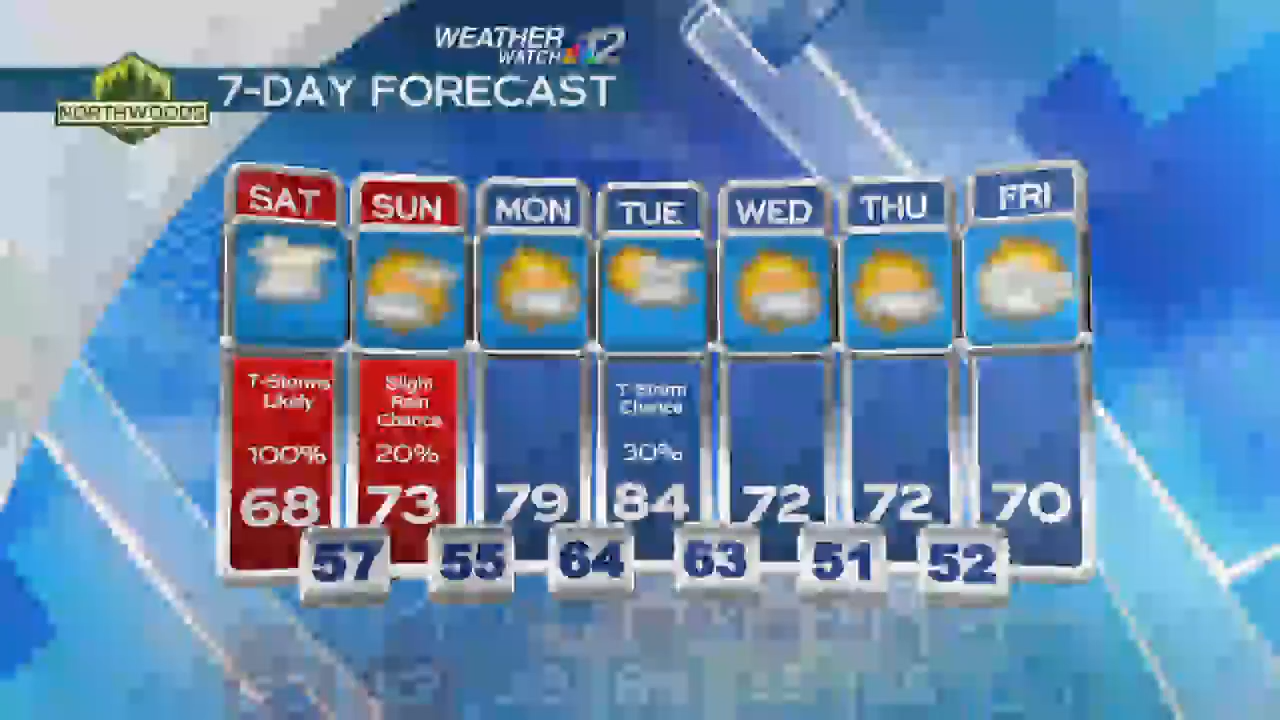 WEATHER
WATCH 12
NORTHWOODS
7-DAY FORECAST
SAT
SUN
MON
TUE
WED
THU
FRI
T-Storms
Likely
100%
Slight
Rain
Chance
20%
T-Storm
Chance
30%
68
73
79
84
72
72
70
57
55
64
63
51
52